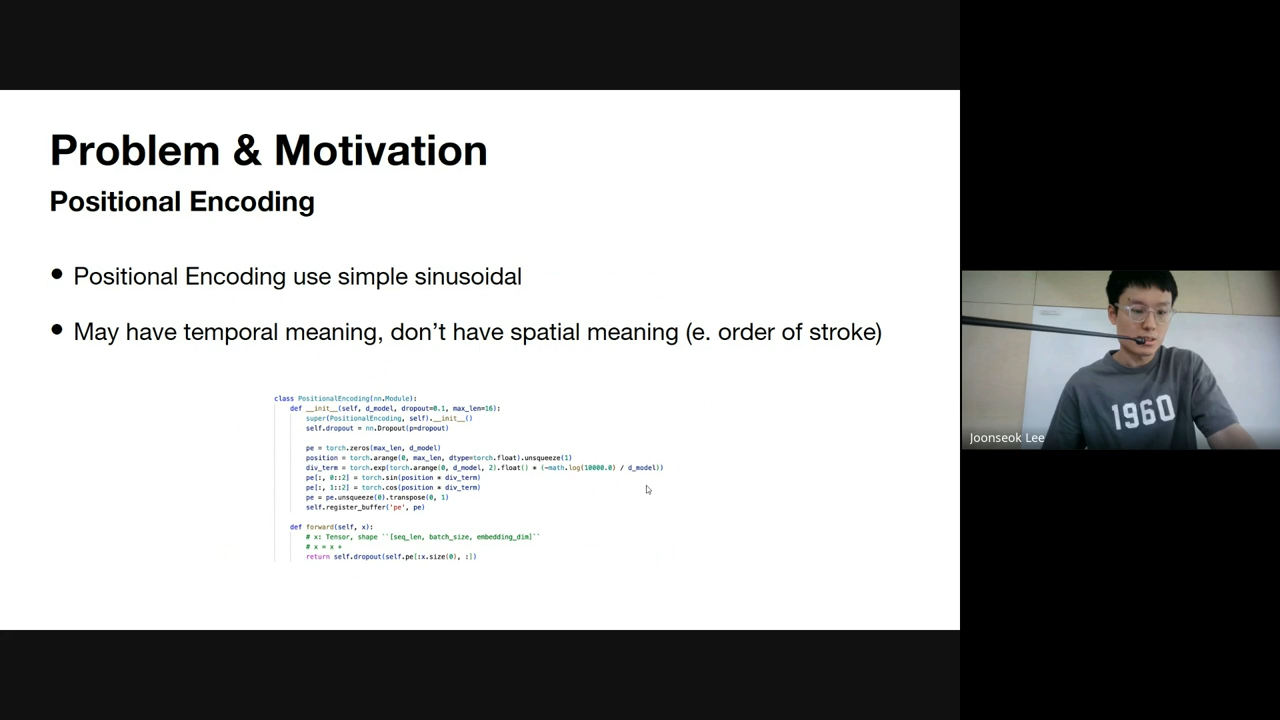 Problem & Motivation
Positional Encoding
• Positional Encoding use simple sinusoidal
• May have temporal meaning, don't have spatial meaning (e. order of stroke)
class PositionalEncoding(nn.Module):
def __init__(self, d_model, dropout=0.1, max_len=16):
super(PositionalEncoding, self).__init__()
self.dropout = nn.Dropout(p=dropout)
pe = torch.zeros(max_len, d_model)
position = torch.arange(0, max_len, dtype=torch.float).unsqueeze(1)
div_term = torch.exp(torch.arange(0, d_model, 2).float() * (-math.log(10000.0) / d_model))
pe[:, 0::2] = torch.sin(position * div_term)
pe[:, 1::2] = torch.cos(position * div_term)
pe = pe.unsqueeze(0).transpose(0, 1)
self.register_buffer('pe', pe)
def forward(self, x):
# x: Tensor, shape ``[seq_len, batch_size, embedding_dim]``
# x = x +
return self.dropout(self.pe[:x.size(0), :])
1960
Joonseok Lee